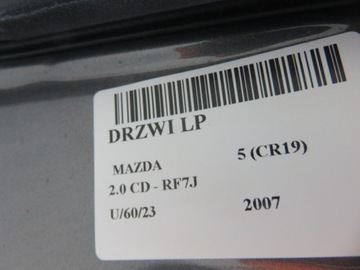 DRZWI LP
MAZDA 5 (CR19)
2.0 CD - RF7J
U/60/23 2007